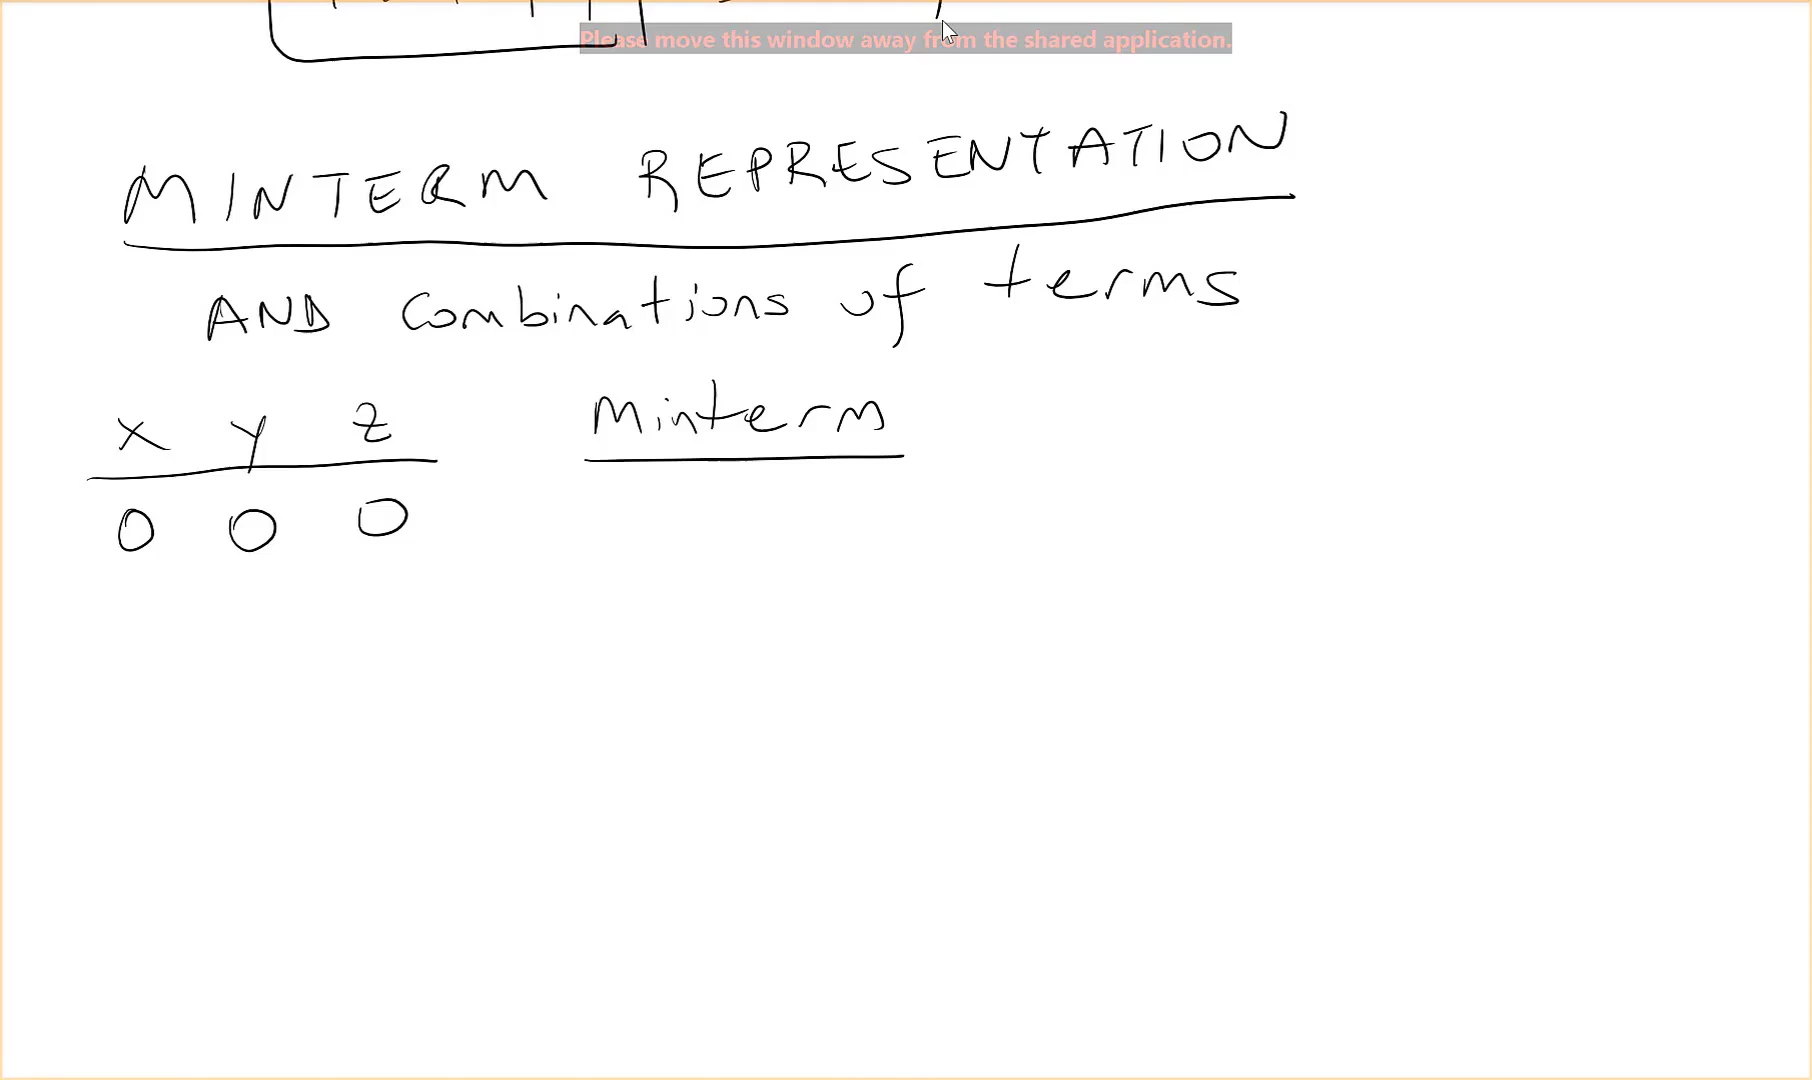 Please move this window away from the shared application.
MINTERM REPRESENTATION
AND Combinations of terms
x y z Minterm
0 0 0